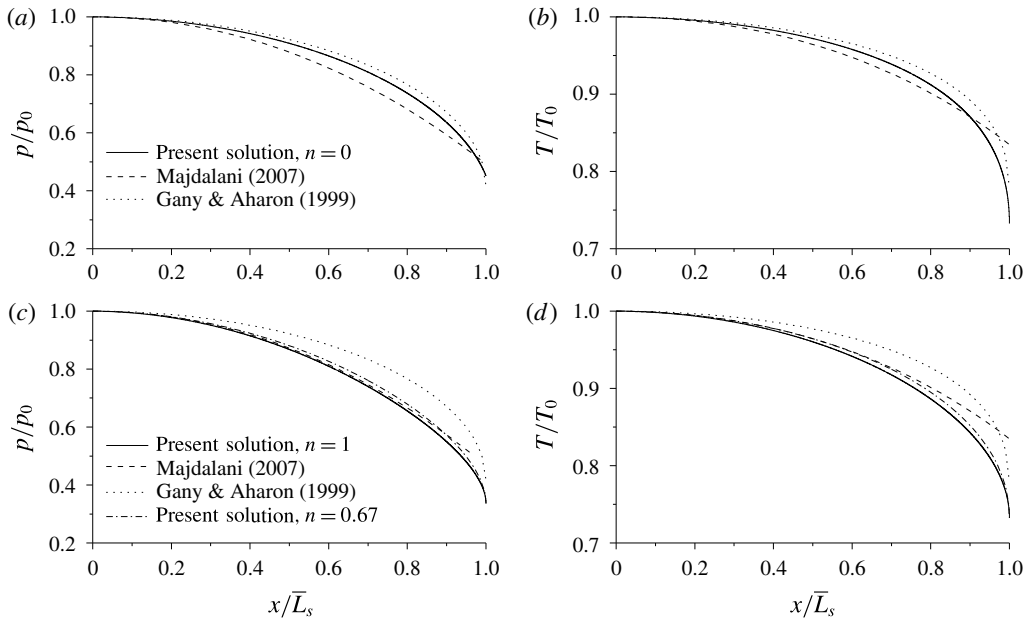 (a)
1.0
0.8
0.6
0.4
0.2
p/p₀
Present solution, n = 0
Majdalani (2007)
Gany & Aharon (1999)
0 0.2 0.4 0.6 0.8 1.0
(b)
1.0
0.9
0.8
0.7
T/T₀
0 0.2 0.4 0.6 0.8 1.0
(c)
1.0
0.8
0.6
0.4
0.2
p/p₀
Present solution, n = 1
Majdalani (2007)
Gany & Aharon (1999)
Present solution, n = 0.67
0 0.2 0.4 0.6 0.8 1.0
x/L̅ₛ
(d)
1.0
0.9
0.8
0.7
T/T₀
0 0.2 0.4 0.6 0.8 1.0
x/L̅ₛ